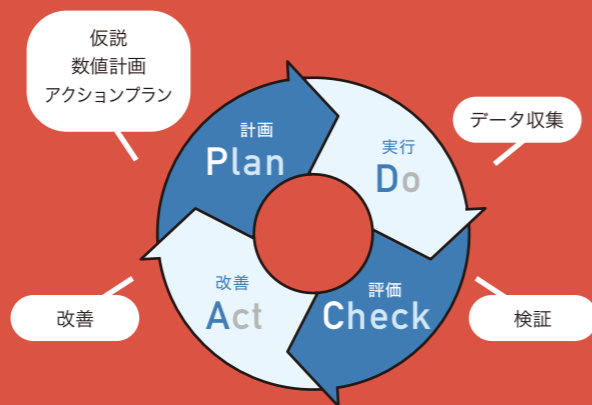 仮説
数値計画
アクションプラン
計画
Plan
実行
Do
データ収集
改善
改善
Act
評価
Check
検証